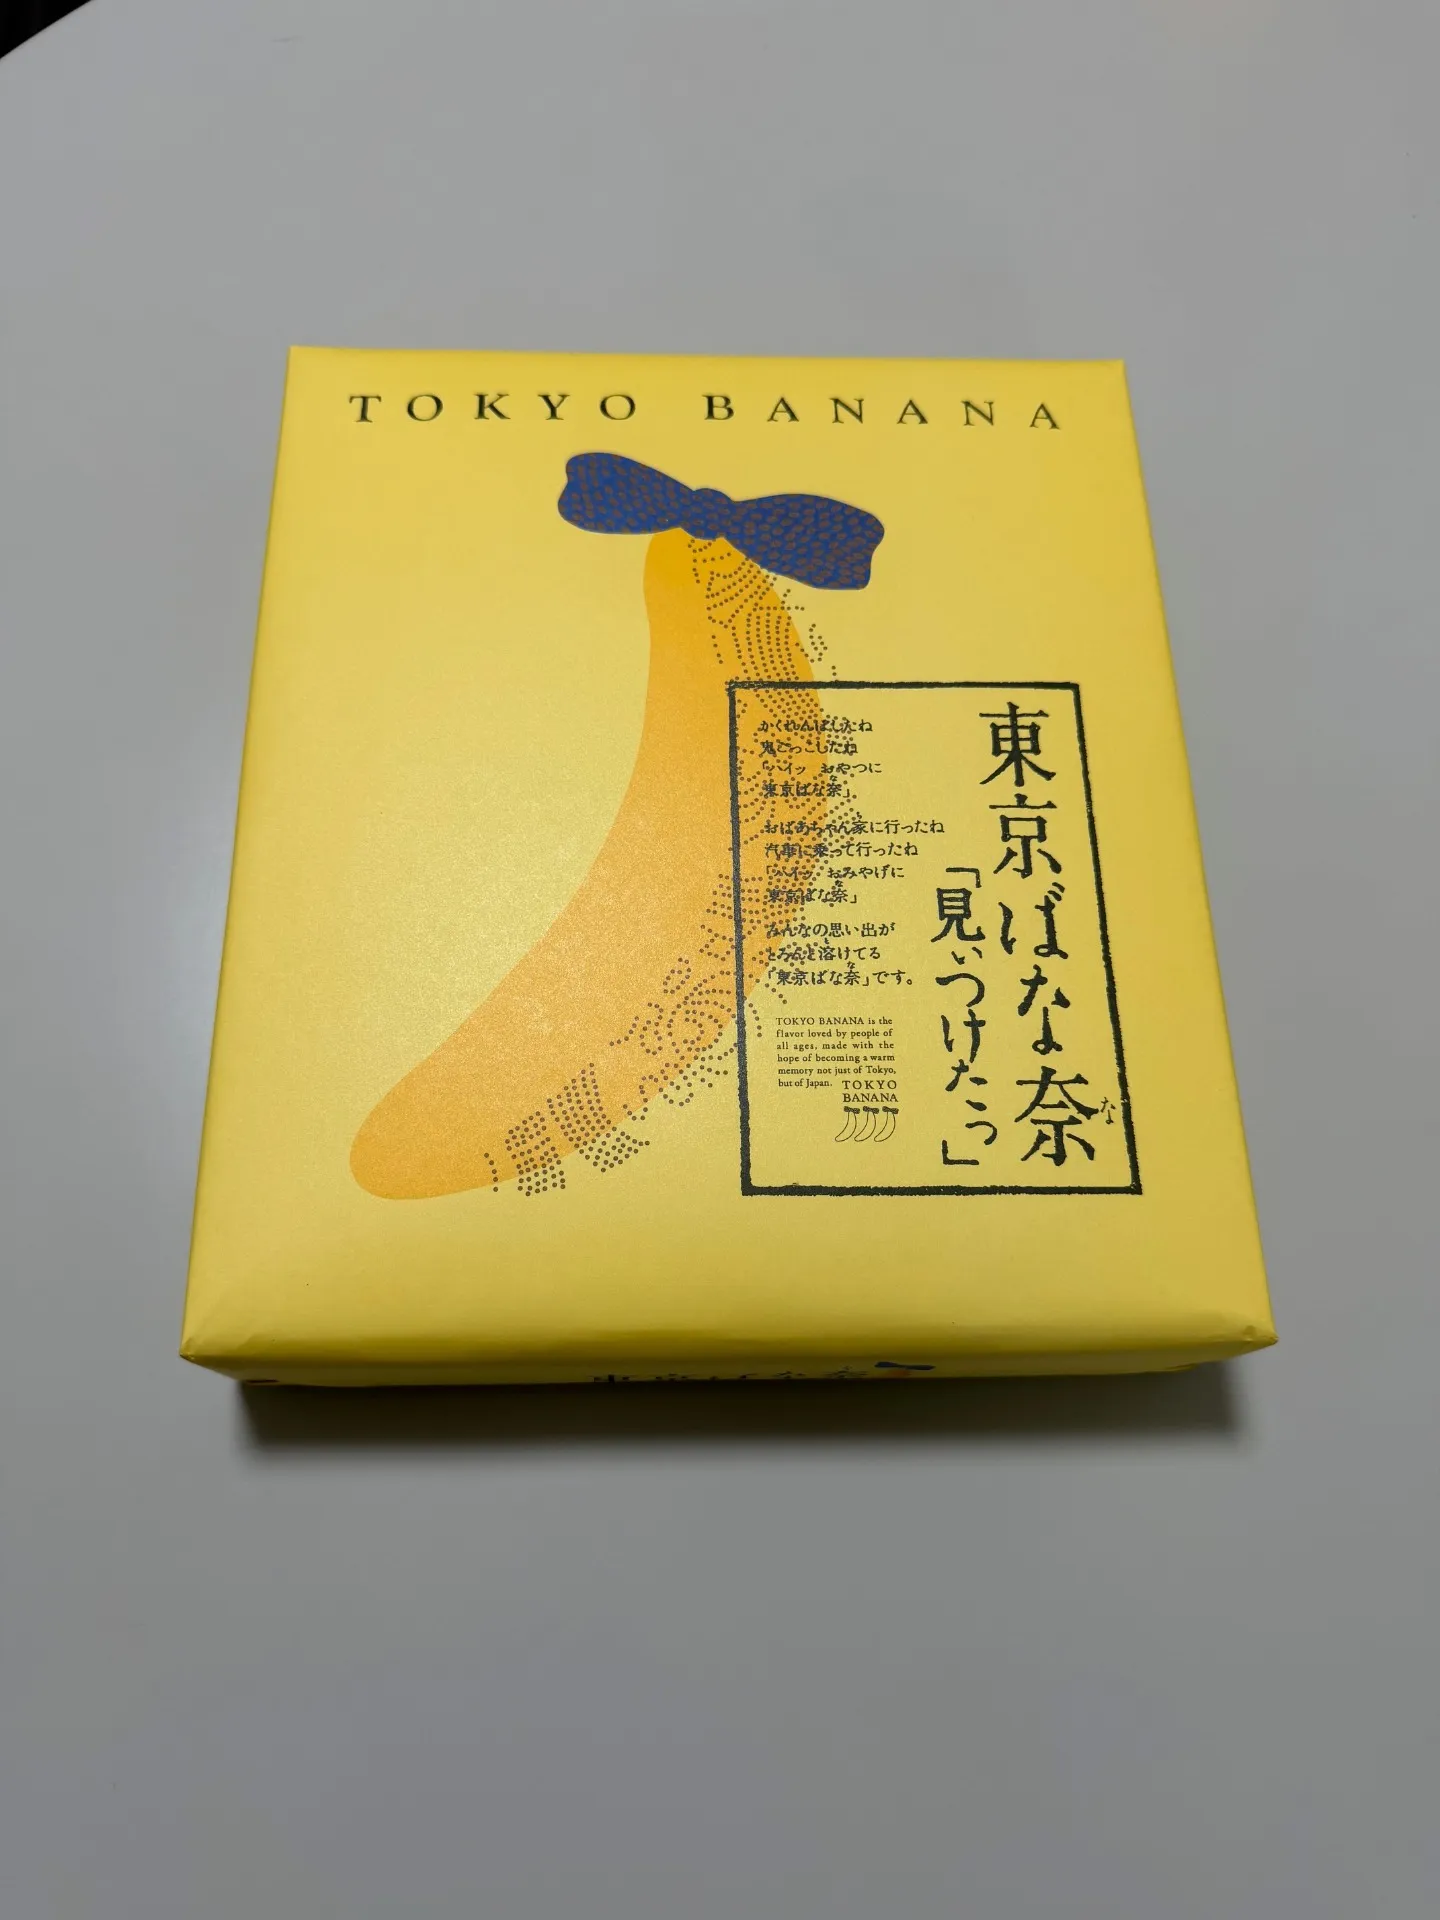 TOKYO BANANA
東京ばな奈
な
「見ぃつけたっ」
かくれんぼしたね
鬼ごっこしたね
「ハイッ おやつに
東京ばな奈」
な
おばあちゃん家に行ったね
汽車に乗って行ったね
「ハイッ おみやげに
東京ばな奈」
な
みんなの思い出が
とろんと溶けてる
「東京ばな奈」です。
な
TOKYO BANANA is the
flavor loved by people of
all ages, made with the
hope of becoming a warm
memory not just of Tokyo,
but of Japan.
TOKYO
BANANA